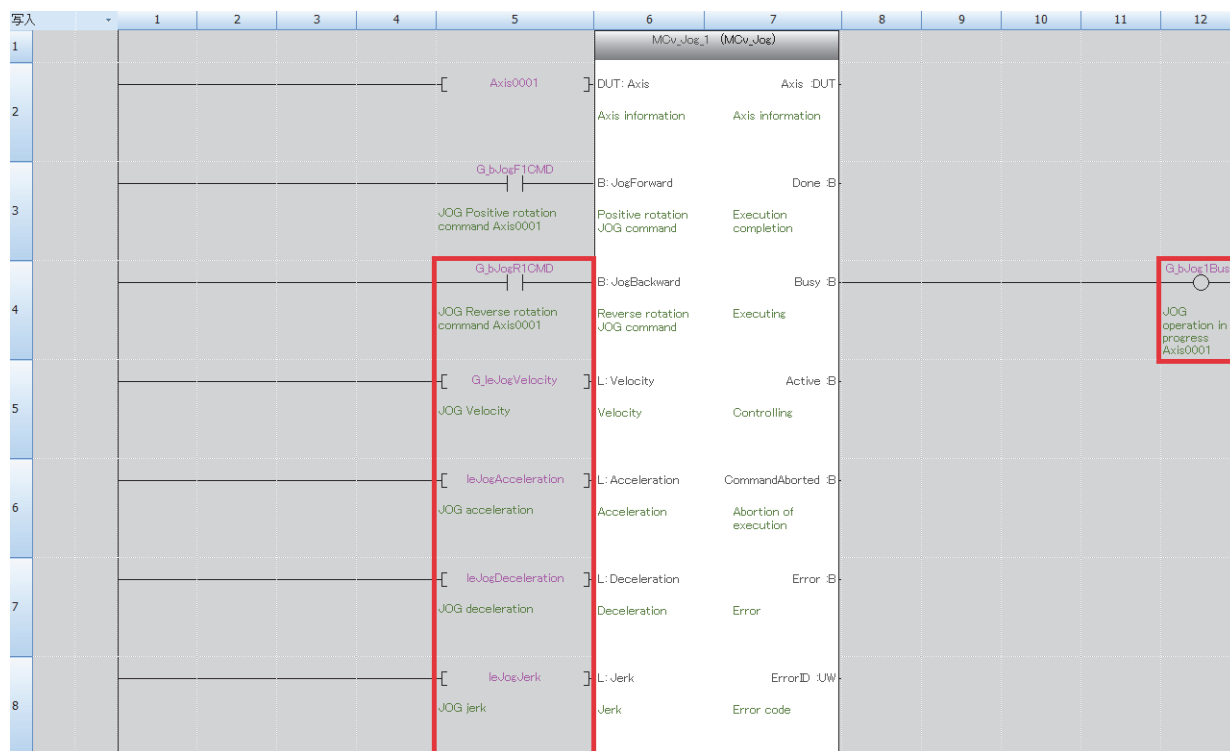 写入 1 2 3 4 5 6 7 8 9 10 11 12
1 MCv_Jog_1 (MCv_Jog)
Axis0001 DUT: Axis Axis :DUT
2 Axis information Axis information
G_bJogF1CMD
B: JogForward Done :B
3 JOG Positive rotation Positive rotation Execution
command Axis0001 JOG command completion
G_bJogR1CMD G_bJog1Bus
B: JogBackward Busy :B
4 JOG Reverse rotation Reverse rotation Executing JOG
command Axis0001 JOG command operation in
progress
Axis0001
G_leJogVelocity L: Velocity Active :B
5 JOG Velocity Velocity Controlling
leJogAcceleration L: Acceleration CommandAborted :B
6 JOG acceleration Acceleration Abortion of
execution
leJogDeceleration L: Deceleration Error :B
7 JOG deceleration Deceleration Error
leJogJerk L: Jerk ErrorID :UW
8 JOG jerk Jerk Error code